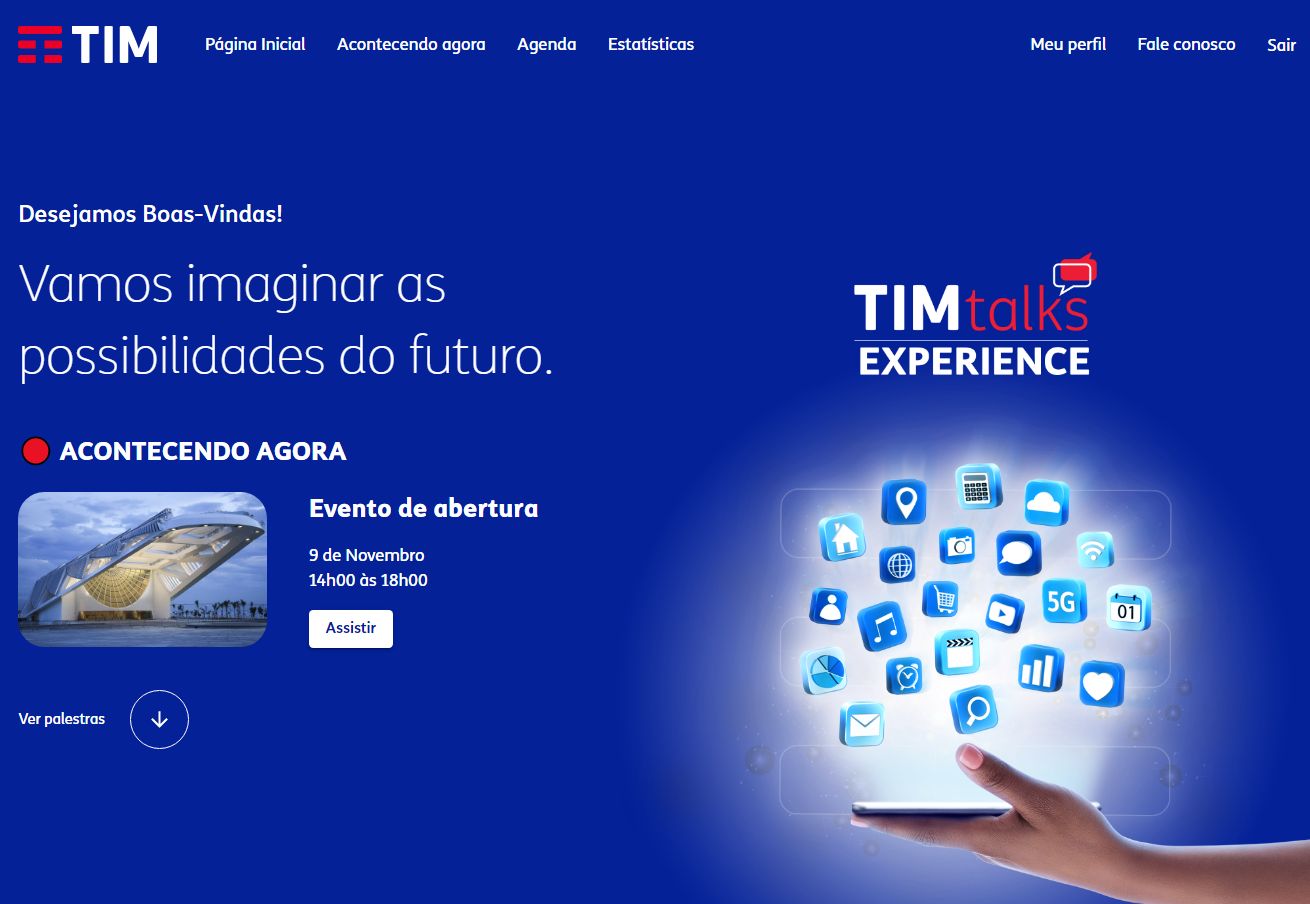 TIM
Página Inicial
Acontecendo agora
Agenda
Estatísticas
Meu perfil
Fale conosco
Sair
Desejamos Boas-Vindas!
Vamos imaginar as
possibilidades do futuro.
TIMtalks
EXPERIENCE
ACONTECENDO AGORA
Evento de abertura
9 de Novembro
14h00 às 18h00
Assistir
Ver palestras
5G
01